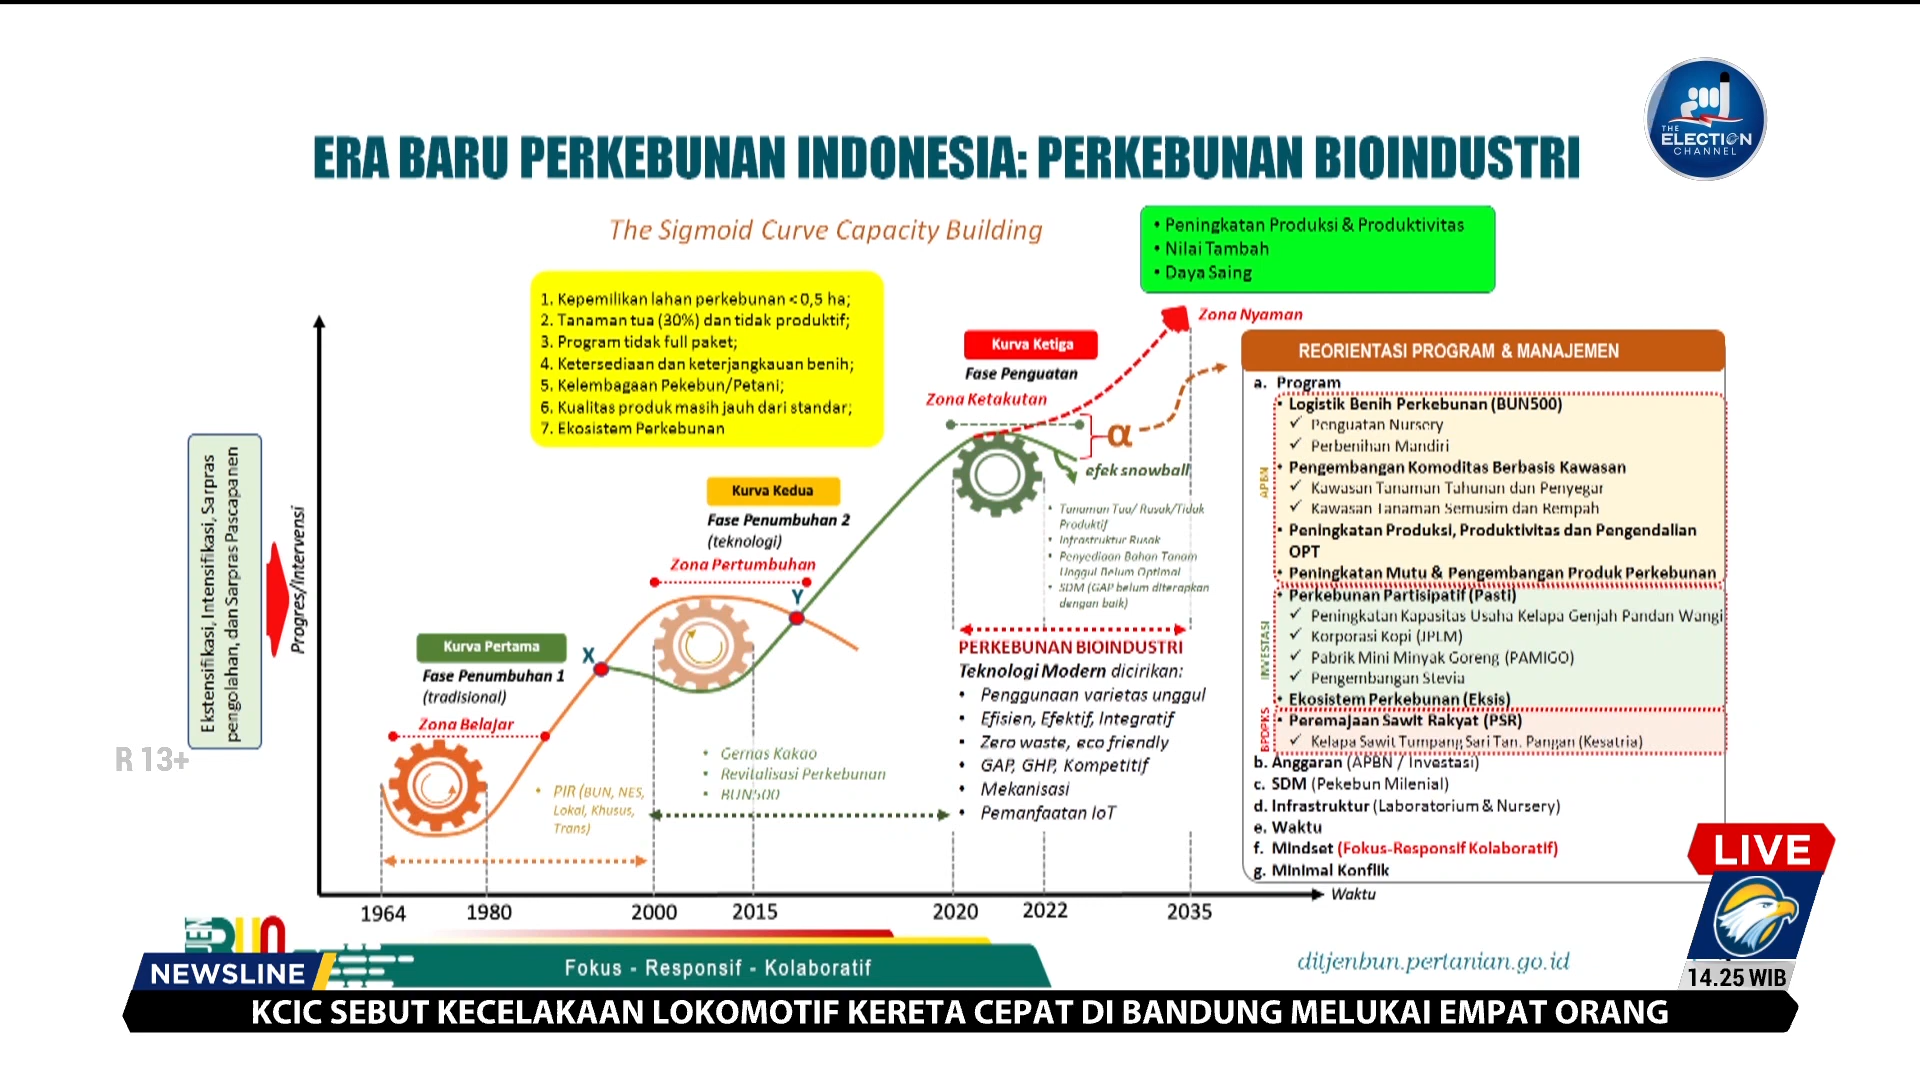 THE
ELECTION
CHANNEL
ERA BARU PERKEBUNAN INDONESIA: PERKEBUNAN BIOINDUSTRI
The Sigmoid Curve Capacity Building
• Peningkatan Produksi & Produktivitas
• Nilai Tambah
• Daya Saing
1. Kepemilikan lahan perkebunan < 0,5 ha;
2. Tanaman tua (30%) dan tidak produktif;
3. Program tidak full paket;
4. Ketersediaan dan keterjangkauan benih;
5. Kelembagaan Pekebun/Petani;
6. Kualitas produk masih jauh dari standar;
7. Ekosistem Perkebunan
Ekstensifikasi, Intensifikasi, Sarpras
pengolahan, dan Sarpras Pascapanen
Progres/Intervensi
Kurva Pertama
Fase Penumbuhan 1
(tradisional)
Zona Belajar
X
• PIR (BUN, NES,
Lokal, Khusus,
Trans)
Kurva Kedua
Fase Penumbuhan 2
(teknologi)
Zona Pertumbuhan
Y
• Gernas Kakao
• Revitalisasi Perkebunan
• BUN500
Kurva Ketiga
Fase Penguatan
Zona Ketakutan
Zona Nyaman
α
efek snowball
• Tanaman Tua/ Rusak/Tidak
Produktif
• Infrastruktur Rusak
• Penyediaan Bahan Tanam
Unggul Belum Optimal
• SDM (GAP belum diterapkan
dengan baik)
PERKEBUNAN BIOINDUSTRI
Teknologi Modern dicirikan:
• Penggunaan varietas unggul
• Efisien, Efektif, Integratif
• Zero waste, eco friendly
• GAP, GHP, Kompetitif
• Mekanisasi
• Pemanfaatan IoT
REORIENTASI PROGRAM & MANAJEMEN
a. Program
APBN
• Logistik Benih Perkebunan (BUN500)
✓ Penguatan Nursery
✓ Perbenihan Mandiri
• Pengembangan Komoditas Berbasis Kawasan
✓ Kawasan Tanaman Tahunan dan Penyegar
✓ Kawasan Tanaman Semusim dan Rempah
• Peningkatan Produksi, Produktivitas dan Pengendalian
OPT
• Peningkatan Mutu & Pengembangan Produk Perkebunan
INVESTASI
• Perkebunan Partisipatif (Pasti)
✓ Peningkatan Kapasitas Usaha Kelapa Genjah Pandan Wangi
✓ Korporasi Kopi (JPLM)
✓ Pabrik Mini Minyak Goreng (PAMIGO)
✓ Pengembangan Stevia
• Ekosistem Perkebunan (Eksis)
BPDPKS
• Peremajaan Sawit Rakyat (PSR)
✓ Kelapa Sawit Tumpang Sari Tan. Pangan (Kesatria)
b. Anggaran (APBN / Investasi)
c. SDM (Pekebun Milenial)
d. Infrastruktur (Laboratorium & Nursery)
e. Waktu
f. Mindset (Fokus-Responsif Kolaboratif)
g. Minimal Konflik
Waktu
1964 1980 2000 2015 2020 2022 2035
R 13+
JEN BUN
Fokus - Responsif - Kolaboratif
ditjenbun.pertanian.go.id
LIVE
14.25 WIB
NEWSLINE
KCIC SEBUT KECELAKAAN LOKOMOTIF KERETA CEPAT DI BANDUNG MELUKAI EMPAT ORANG